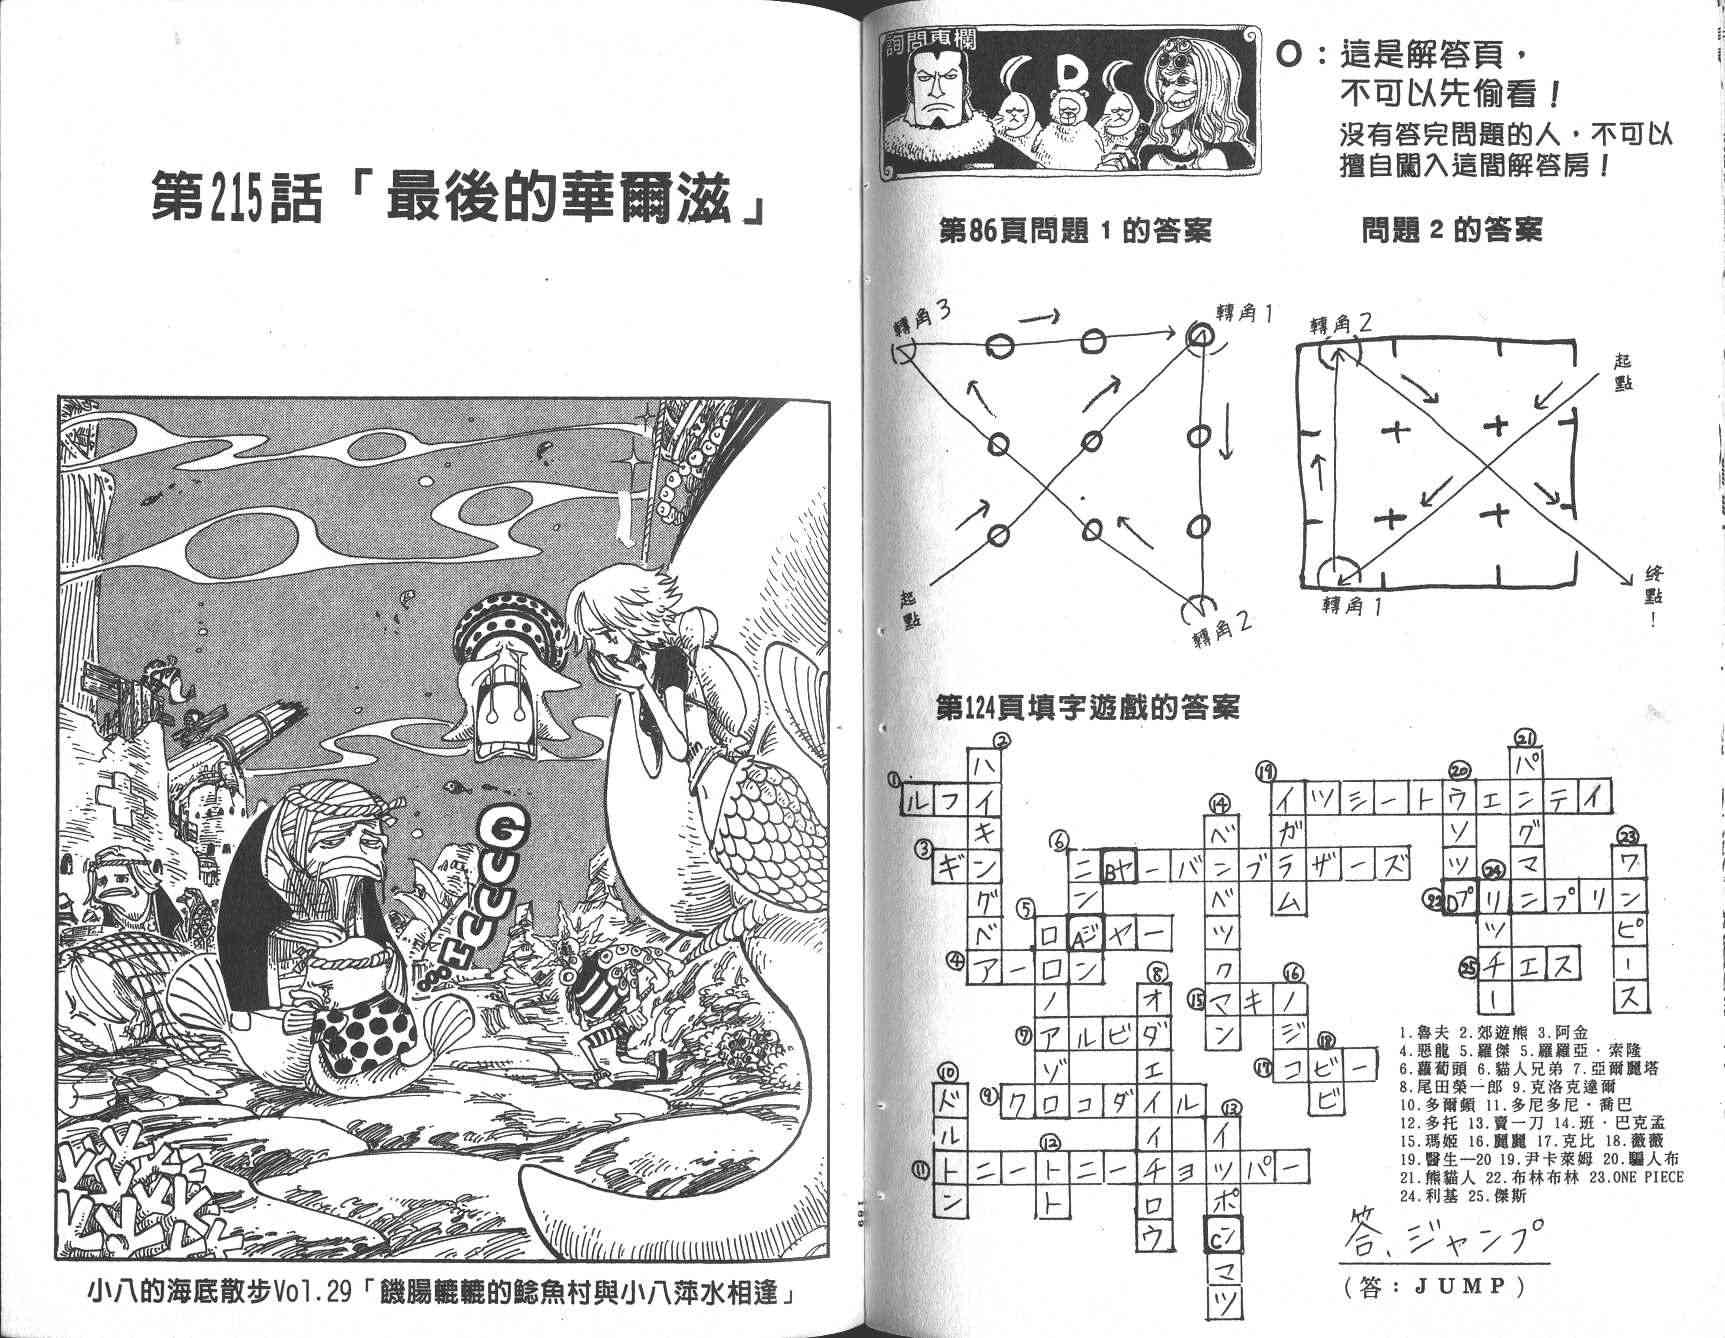 第215話「最後的華爾滋」
GUUUU
小八的海底散步Vol.29「饑腸轆轆的鯰魚村與小八萍水相逢」
D
O：這是解答頁，
不可以先偷看！
沒有答完問題的人，不可以
擅自闖入這間解答房！
第86頁問題1的答案
問題2的答案
轉角3
轉角1
起點
轉角2
轉角2
起點
轉角1
終點！
第124頁填字遊戲的答案
① ルフィ
② ハイキングベア
③ ギン
④ アーロン
⑤ ロジャー
⑤ ロロノアゾロ
⑥ ニンジン
⑥ ニャーバンブラザーズ
⑦ アルビダ
⑧ オダエイイチロウ
⑨ クロコダイル
⑩ ドルトン
⑪ トニートニーチョッパー
⑫ トト
⑬ イッポンマツ
⑭ ベンベックマン
⑮ マキノ
⑯ ノジコ
⑰ コビー
⑱ ビビ
⑲ イッシートウエンティ
⑲ イガラム
⑳ ウソップ
㉑ パンダマン
㉒ プリンプリン
㉓ ワンピース
㉔ リッチー
㉕ チェス
A B C D
1.魯夫 2.郊遊熊 3.阿金
4.惡龍 5.羅傑 5.羅羅亞・索隆
6.蘿蔔頭 6.貓人兄弟 7.亞爾麗塔
8.尾田榮一郎 9.克洛克達爾
10.多爾頓 11.多尼多尼・喬巴
12.多托 13.賣一刀 14.班・巴克孟
15.瑪姬 16.麗麗 17.克比 18.薇薇
19.醫生—20 19.尹卡萊姆 20.騙人布
21.熊貓人 22.布林布林 23.ONE PIECE
24.利基 25.傑斯
答、ジャンプ
（答：JUMP）